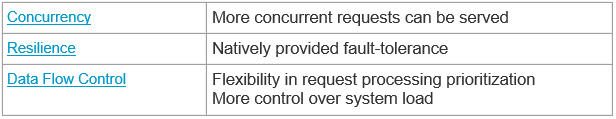 Concurrency More concurrent requests can be served
Resilience Natively provided fault-tolerance
Data Flow Control Flexibility in request processing prioritization
More control over system load